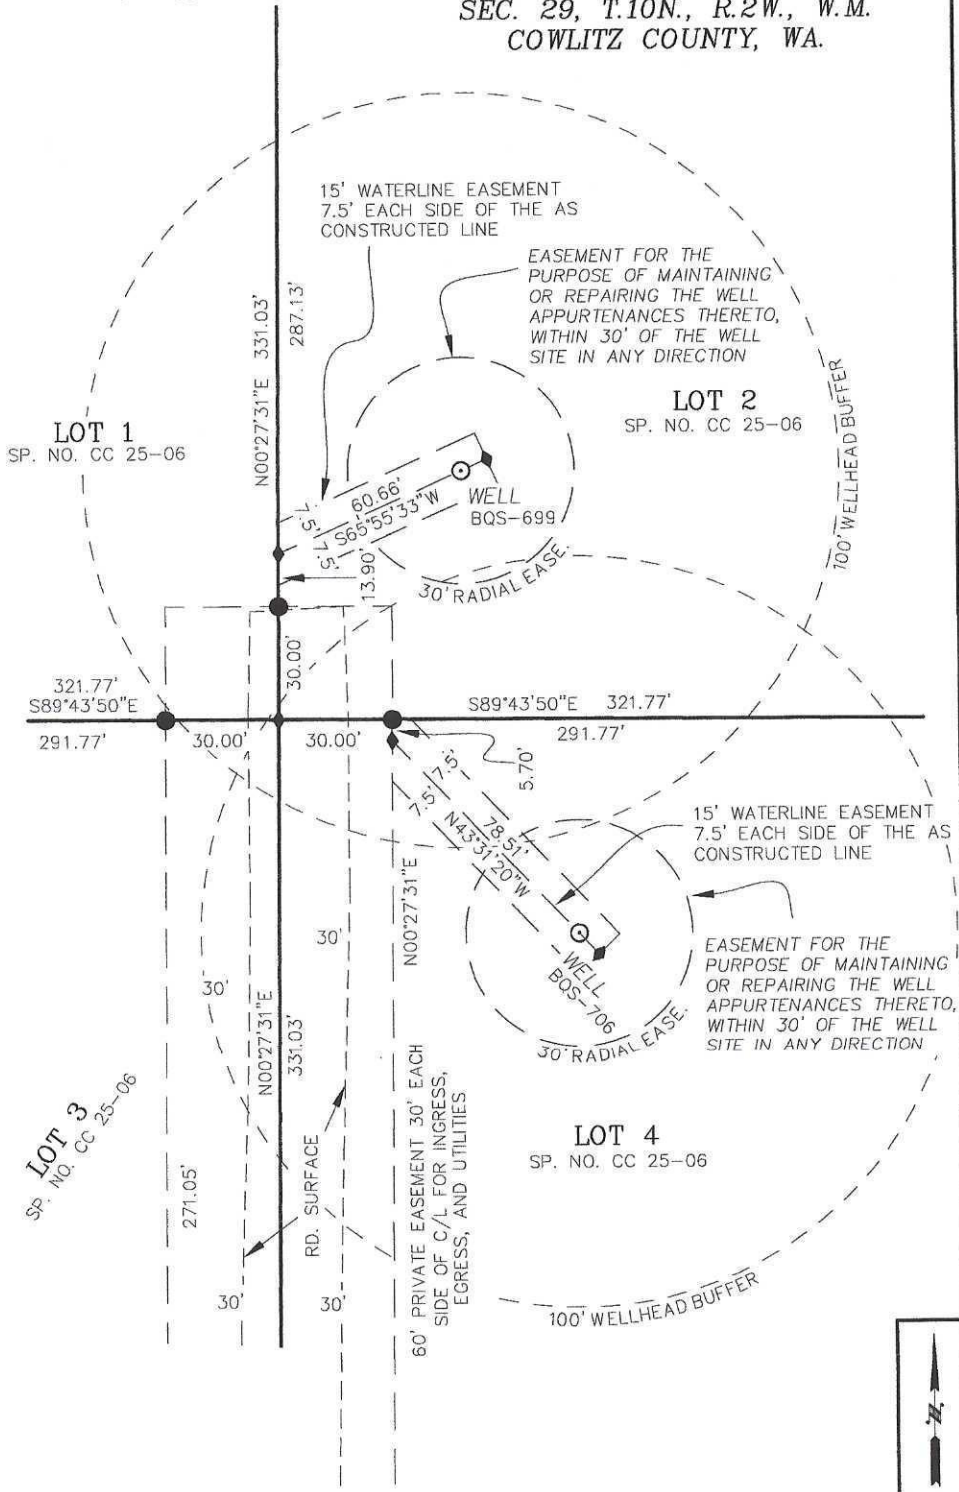 SEC. 29, T.10N., R.2W., W.M.
COWLITZ COUNTY, WA.
15' WATERLINE EASEMENT
7.5' EACH SIDE OF THE AS
CONSTRUCTED LINE
EASEMENT FOR THE
PURPOSE OF MAINTAINING
OR REPAIRING THE WELL
APPURTENANCES THERETO,
WITHIN 30' OF THE WELL
SITE IN ANY DIRECTION
N00°27'31"E 331.03'
287.13'
LOT 1
SP. NO. CC 25-06
LOT 2
SP. NO. CC 25-06
100' WELLHEAD BUFFER
60.66'
S65°55'33"W
7.5'
7.5'
WELL
BQS-699
30' RADIAL EASE.
13.90'
30.00'
321.77'
S89°43'50"E
291.77'
30.00'
30.00'
S89°43'50"E 321.77'
291.77'
5.70'
7.5'
7.5'
78.51'
N43°31'20"W
15' WATERLINE EASEMENT
7.5' EACH SIDE OF THE AS
CONSTRUCTED LINE
N00°27'31"E
WELL
BQS-706
30' RADIAL EASE.
EASEMENT FOR THE
PURPOSE OF MAINTAINING
OR REPAIRING THE WELL
APPURTENANCES THERETO,
WITHIN 30' OF THE WELL
SITE IN ANY DIRECTION
30'
30'
N00°27'31"E
331.03'
LOT 3
SP. NO. CC 25-06
271.05'
RD. SURFACE
60' PRIVATE EASEMENT 30' EACH
SIDE OF C/L FOR INGRESS,
EGRESS, AND UTILITIES
LOT 4
SP. NO. CC 25-06
30'
30'
100' WELLHEAD BUFFER
N.